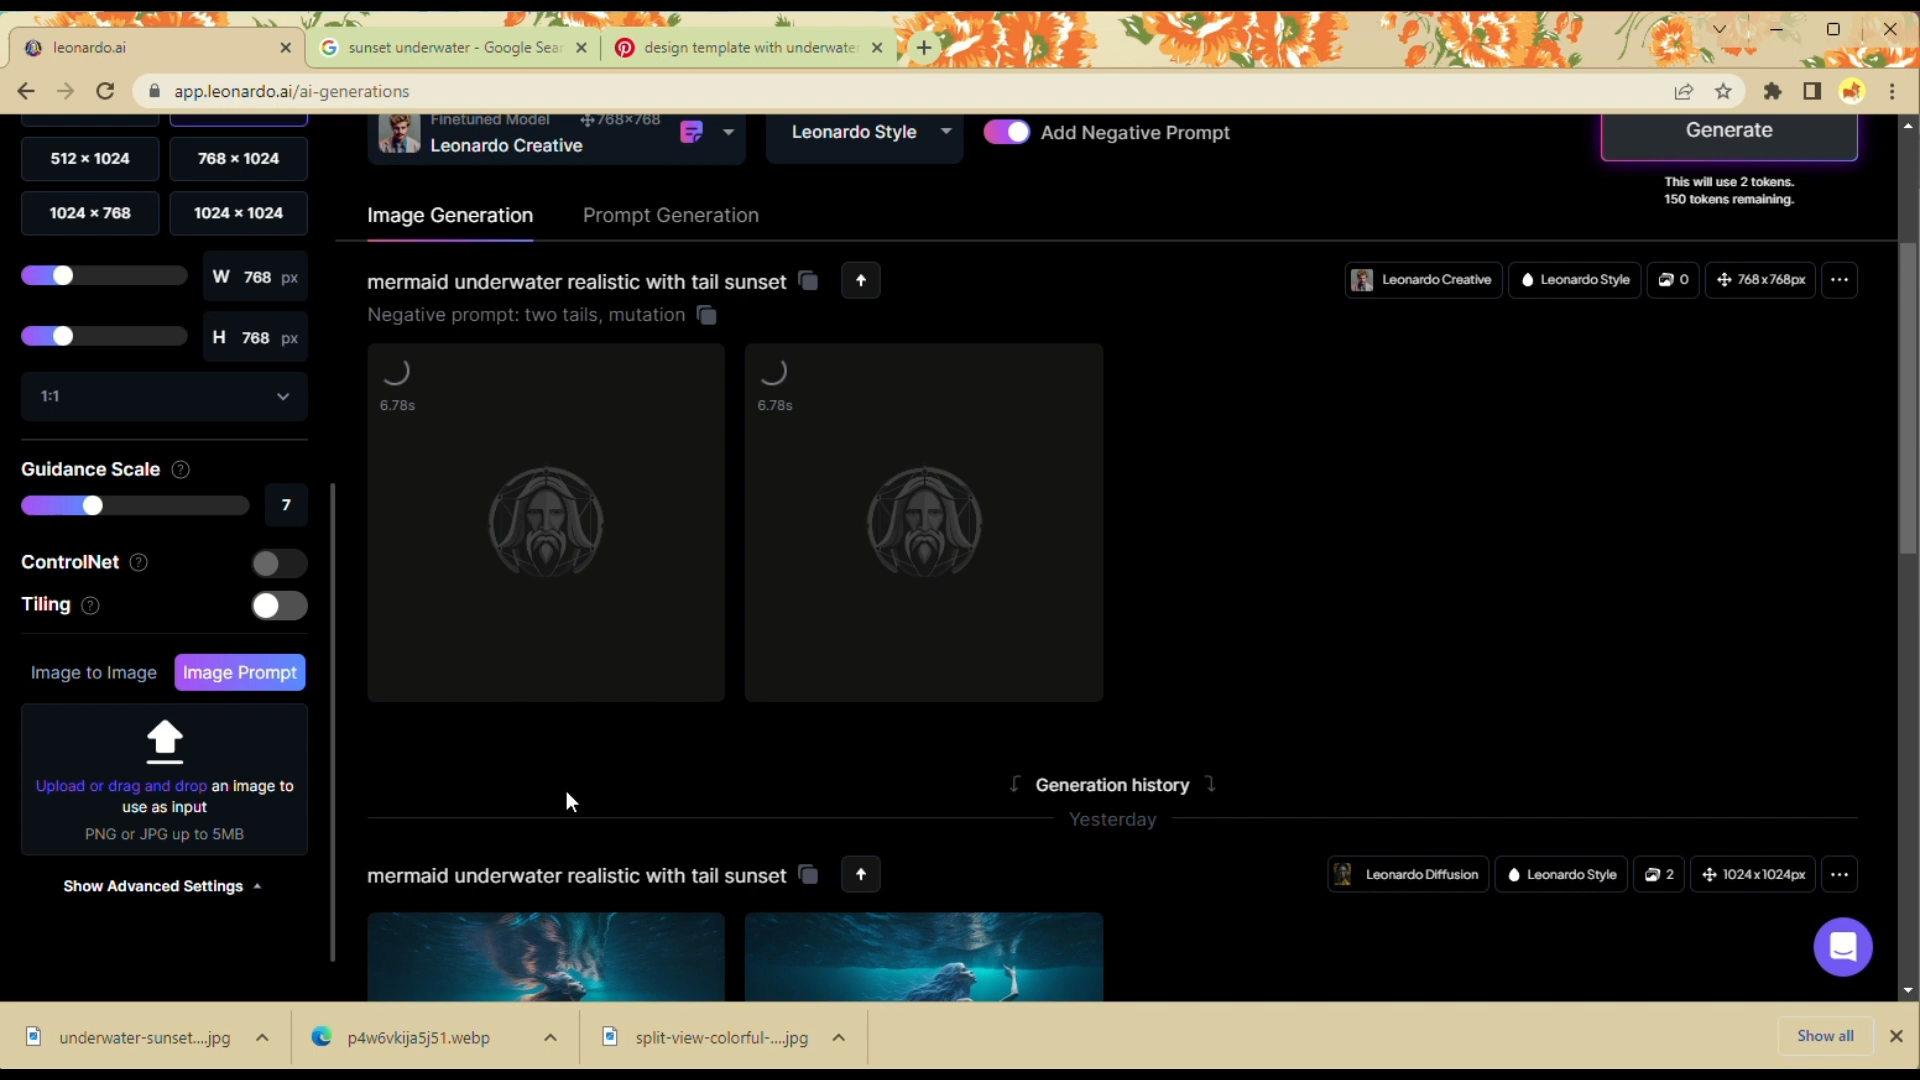 leonardo.ai
sunset underwater - Google Sear
design template with underwater
app.leonardo.ai/ai-generations
Finetuned Model 768×768
Leonardo Creative
Leonardo Style
Add Negative Prompt
Generate
This will use 2 tokens.
150 tokens remaining.
512 × 1024
768 × 1024
1024 × 768
1024 × 1024
W 768 px
H 768 px
1:1
Guidance Scale ?
7
ControlNet ?
Tiling ?
Image to Image
Image Prompt
Upload or drag and drop an image to
use as input
PNG or JPG up to 5MB
Show Advanced Settings
Image Generation
Prompt Generation
mermaid underwater realistic with tail sunset
Leonardo Creative
Leonardo Style
0
768x768px
Negative prompt: two tails, mutation
6.78s
6.78s
Generation history
Yesterday
mermaid underwater realistic with tail sunset
Leonardo Diffusion
Leonardo Style
2
1024x1024px
underwater-sunset....jpg
p4w6vkija5j51.webp
split-view-colorful-....jpg
Show all